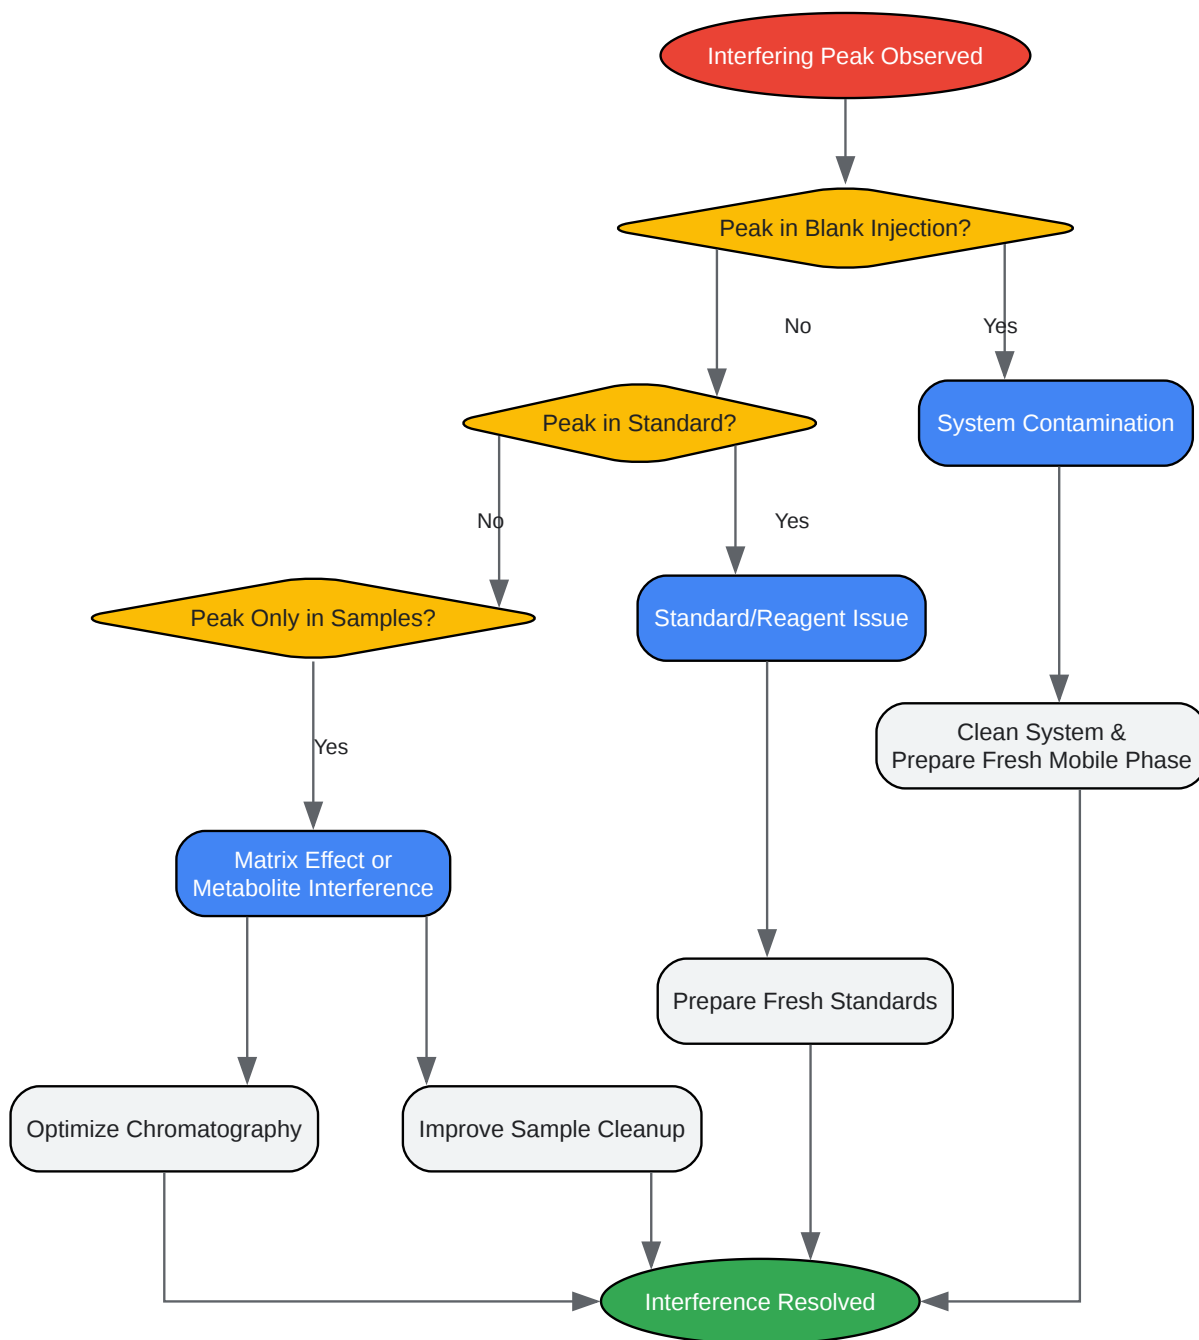 Interfering Peak Observed
Peak in Blank Injection?
No
Yes
Peak in Standard?
System Contamination
No
Yes
Peak Only in Samples?
Standard/Reagent Issue
Clean System &
Prepare Fresh Mobile Phase
Yes
Matrix Effect or
Metabolite Interference
Prepare Fresh Standards
Optimize Chromatography
Improve Sample Cleanup
Interference Resolved